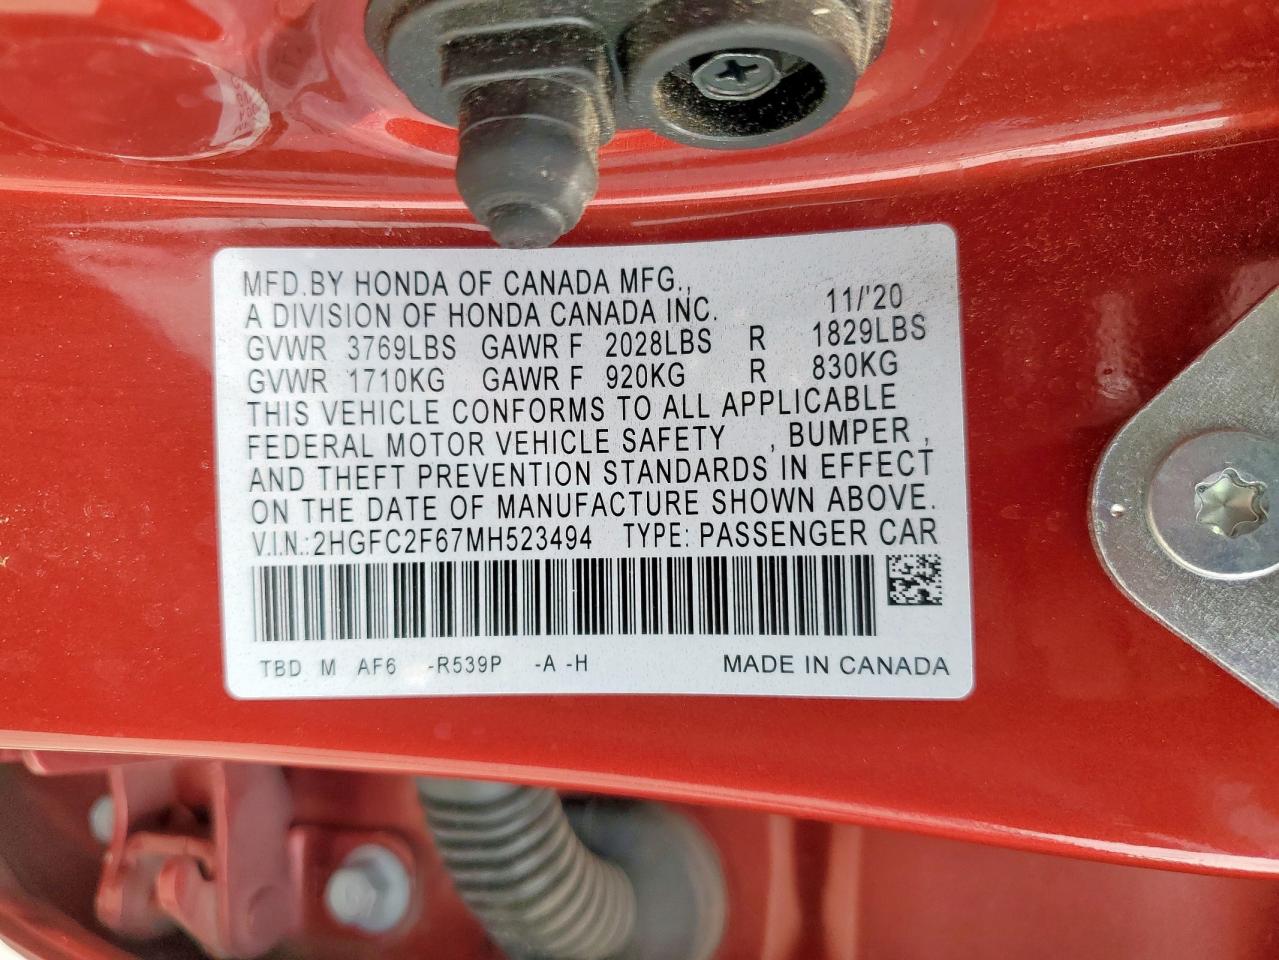 MFD.BY HONDA OF CANADA MFG.,
A DIVISION OF HONDA CANADA INC. 11/'20
GVWR 3769LBS GAWR F 2028LBS R 1829LBS
GVWR 1710KG GAWR F 920KG R 830KG
THIS VEHICLE CONFORMS TO ALL APPLICABLE
FEDERAL MOTOR VEHICLE SAFETY , BUMPER ,
AND THEFT PREVENTION STANDARDS IN EFFECT
ON THE DATE OF MANUFACTURE SHOWN ABOVE.
V.I.N.:2HGFC2F67MH523494 TYPE: PASSENGER CAR
TBD M AF6 -R539P -A -H MADE IN CANADA